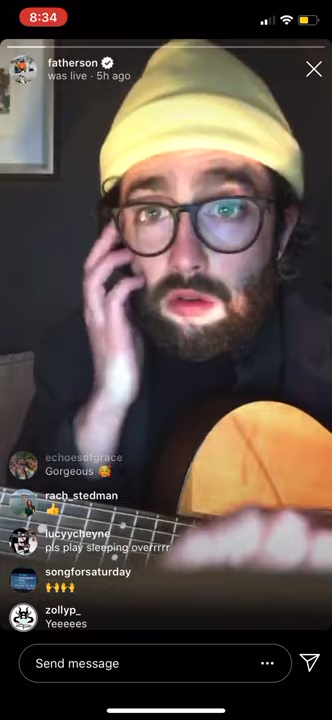 8:34
fatherson
was live · 5h ago
echoesofgrace
Gorgeous 🥰
rach_stedman
👍
lucyycheyne
pls play sleeping overrrrr
songforsaturday
🙌🙌
zollyp_
Yeeeees
Send message